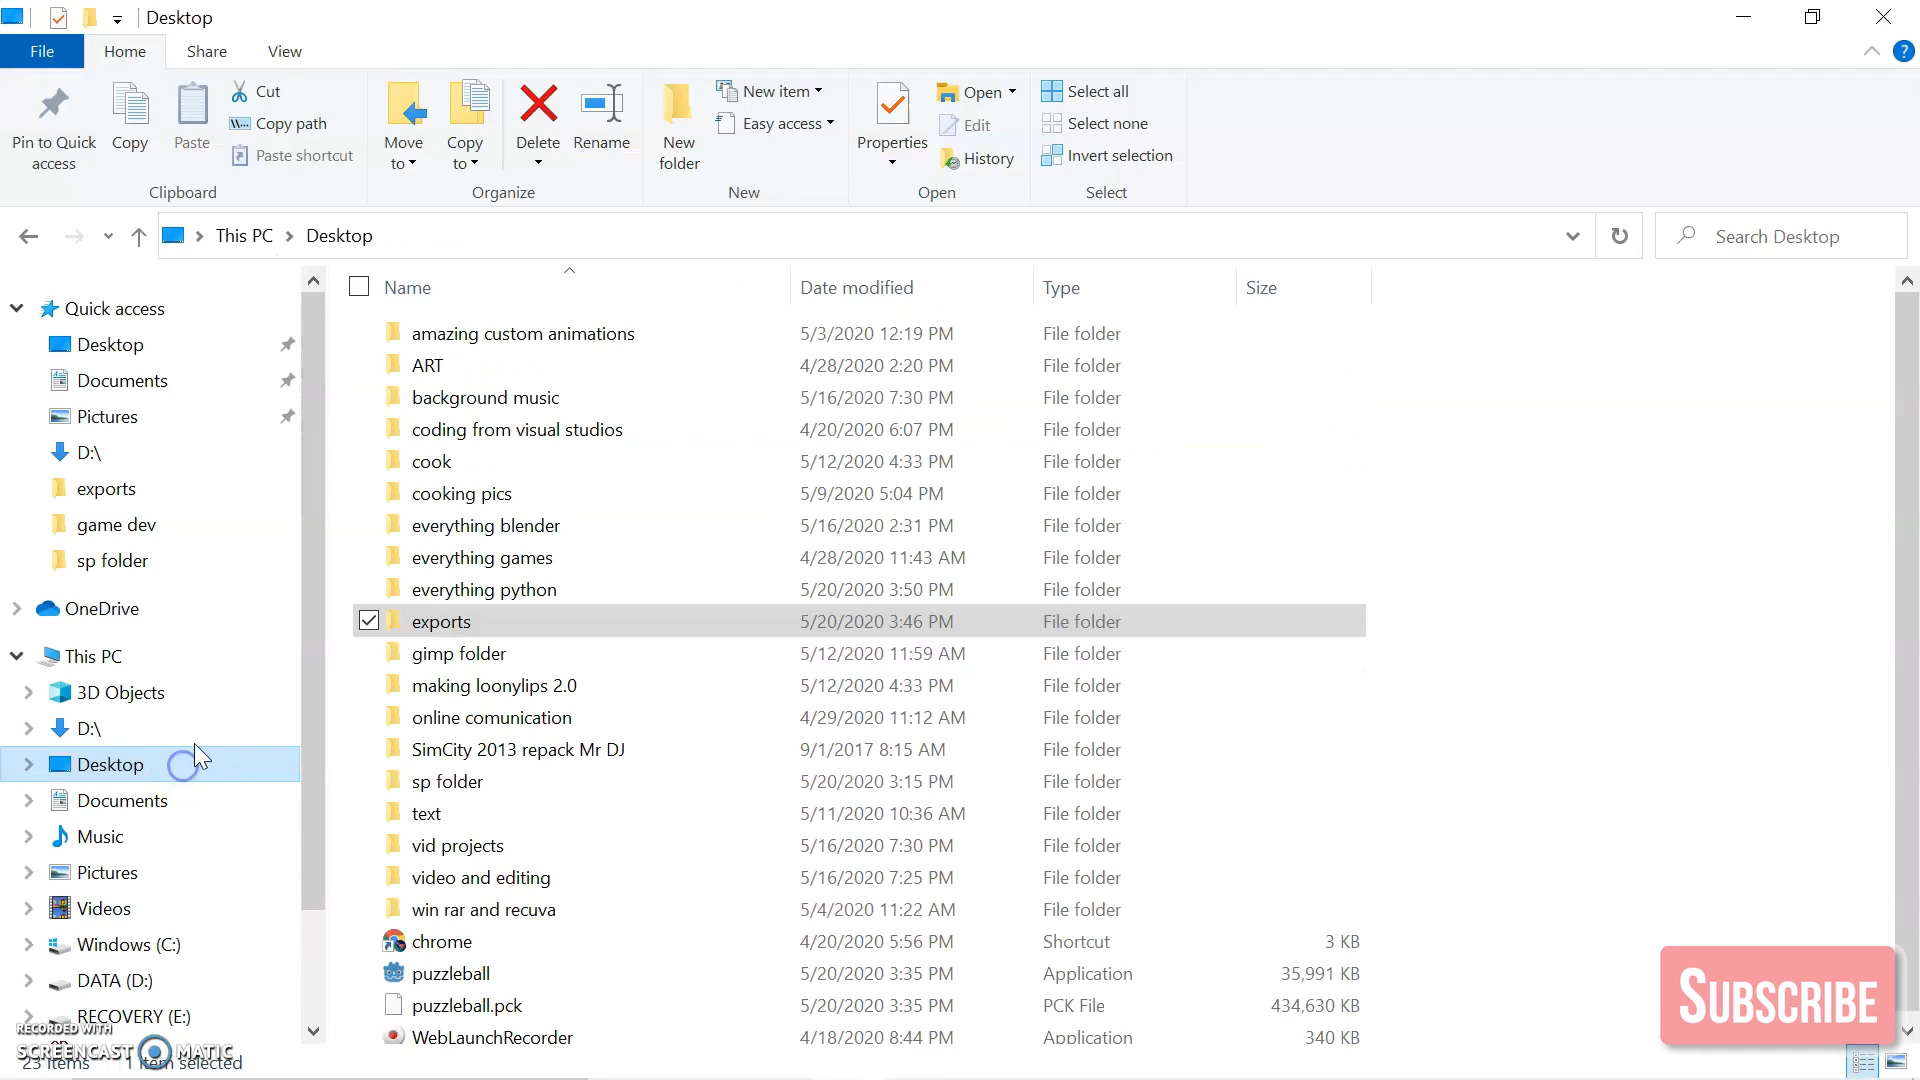 Desktop
File Home Share View
Pin to Quick access
Copy
Paste
Cut
Copy path
Paste shortcut
Clipboard
Move to
Copy to
Delete
Rename
Organize
New folder
New item
Easy access
New
Properties
Open
Edit
History
Open
Select all
Select none
Invert selection
Select
This PC Desktop
Search Desktop
Quick access
Desktop
Documents
Pictures
D:\
exports
game dev
sp folder
OneDrive
This PC
3D Objects
D:\
Desktop
Documents
Music
Pictures
Videos
Windows (C:)
DATA (D:)
RECOVERY (E:)
Name Date modified Type Size
amazing custom animations 5/3/2020 12:19 PM File folder
ART 4/28/2020 2:20 PM File folder
background music 5/16/2020 7:30 PM File folder
coding from visual studios 4/20/2020 6:07 PM File folder
cook 5/12/2020 4:33 PM File folder
cooking pics 5/9/2020 5:04 PM File folder
everything blender 5/16/2020 2:31 PM File folder
everything games 4/28/2020 11:43 AM File folder
everything python 5/20/2020 3:50 PM File folder
exports 5/20/2020 3:46 PM File folder
gimp folder 5/12/2020 11:59 AM File folder
making loonylips 2.0 5/12/2020 4:33 PM File folder
online comunication 4/29/2020 11:12 AM File folder
SimCity 2013 repack Mr DJ 9/1/2017 8:15 AM File folder
sp folder 5/20/2020 3:15 PM File folder
text 5/11/2020 10:36 AM File folder
vid projects 5/16/2020 7:30 PM File folder
video and editing 5/16/2020 7:25 PM File folder
win rar and recuva 5/4/2020 11:22 AM File folder
chrome 4/20/2020 5:56 PM Shortcut 3 KB
puzzleball 5/20/2020 3:35 PM Application 35,991 KB
puzzleball.pck 5/20/2020 3:35 PM PCK File 434,630 KB
WebLaunchRecorder 4/18/2020 8:44 PM Application 340 KB
SUBSCRIBE
RECORDED WITH
SCREENCAST MATIC
23 items 1 item selected